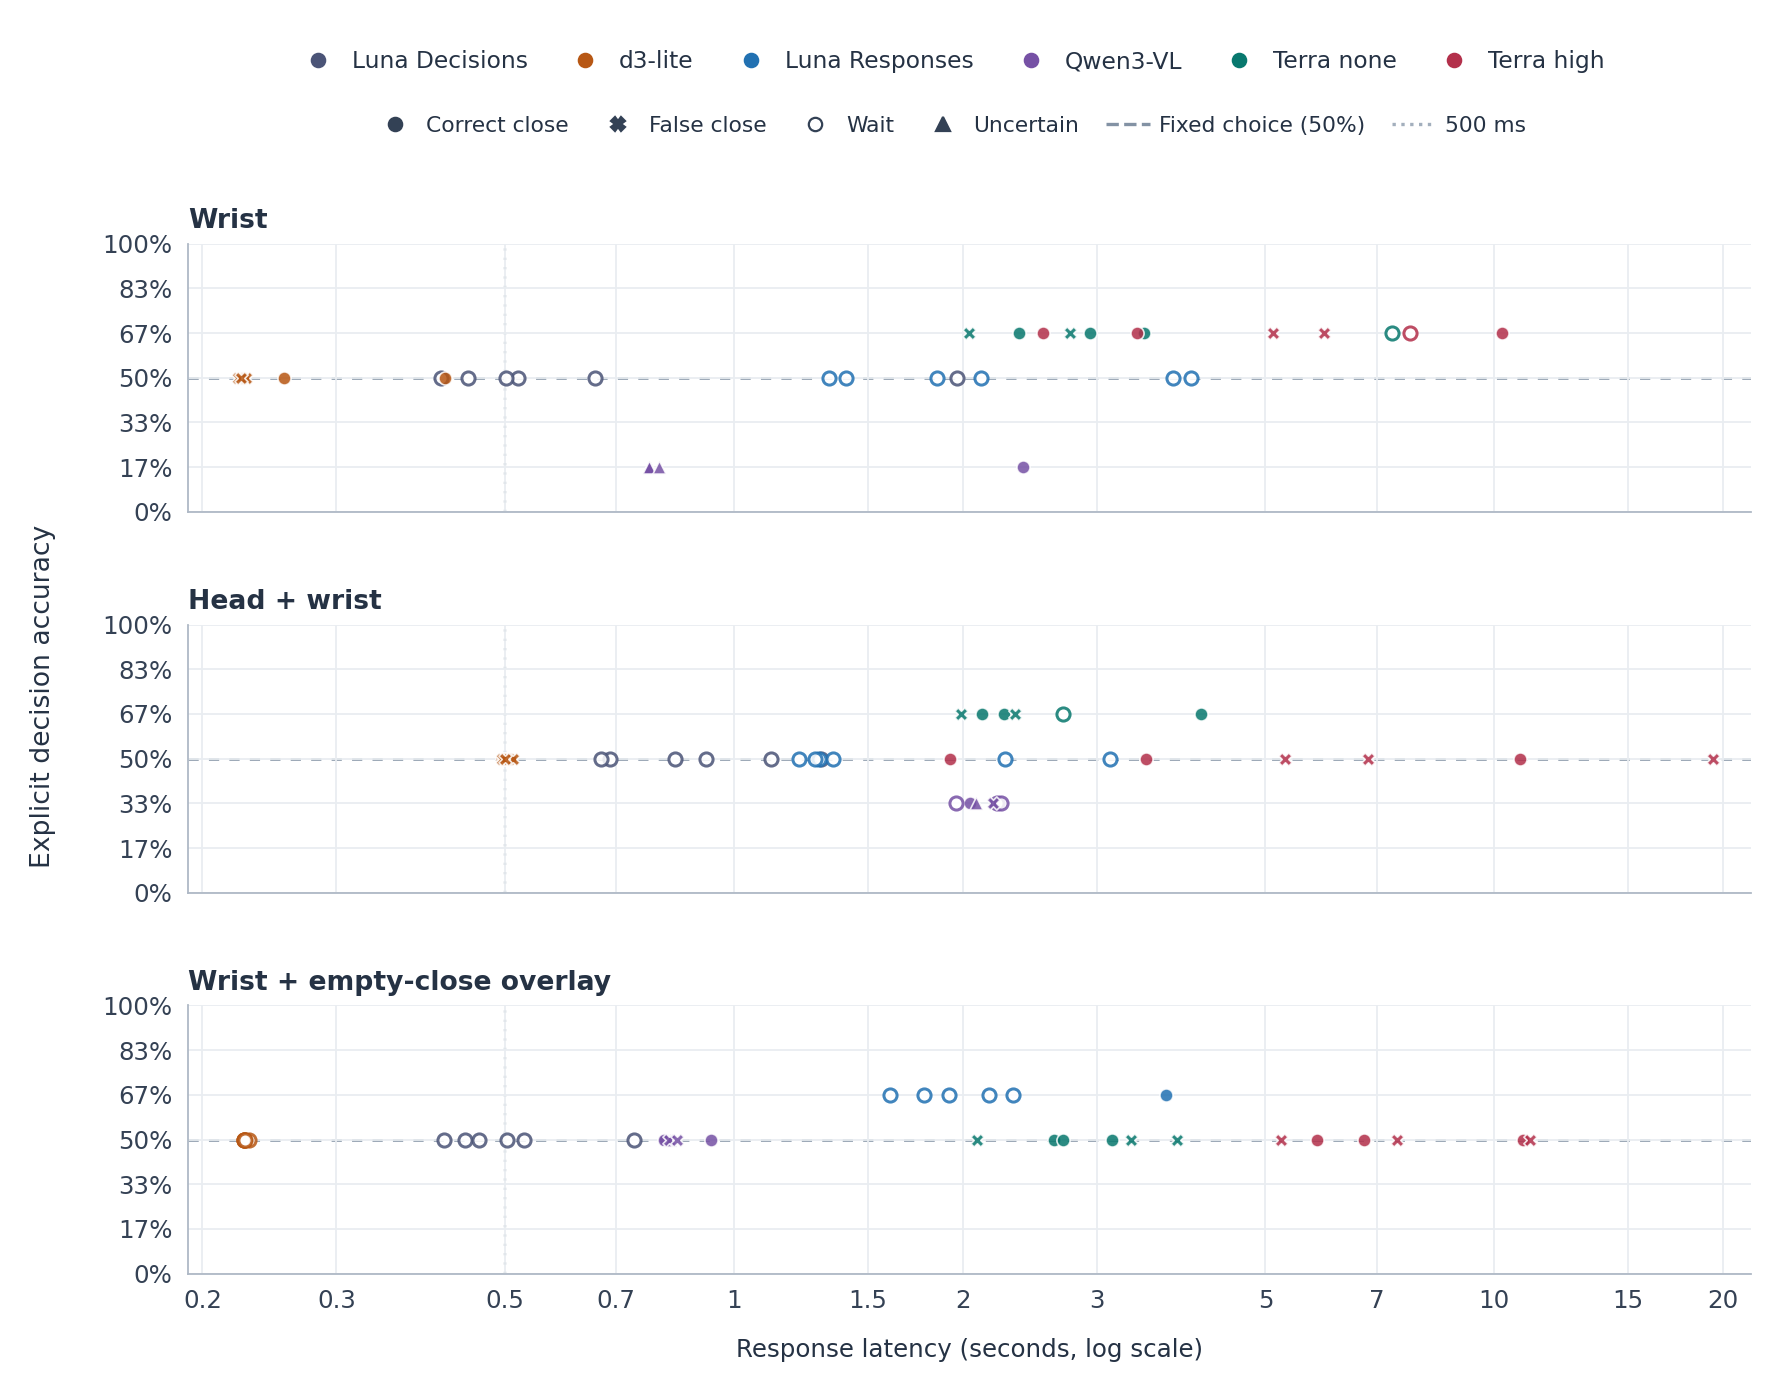 Luna Decisions d3-lite Luna Responses Qwen3-VL Terra none Terra high
Correct close False close Wait Uncertain Fixed choice (50%) 500 ms
Explicit decision accuracy
Wrist
100%
83%
67%
50%
33%
17%
0%
Head + wrist
100%
83%
67%
50%
33%
17%
0%
Wrist + empty-close overlay
100%
83%
67%
50%
33%
17%
0%
0.2 0.3 0.5 0.7 1 1.5 2 3 5 7 10 15 20
Response latency (seconds, log scale)